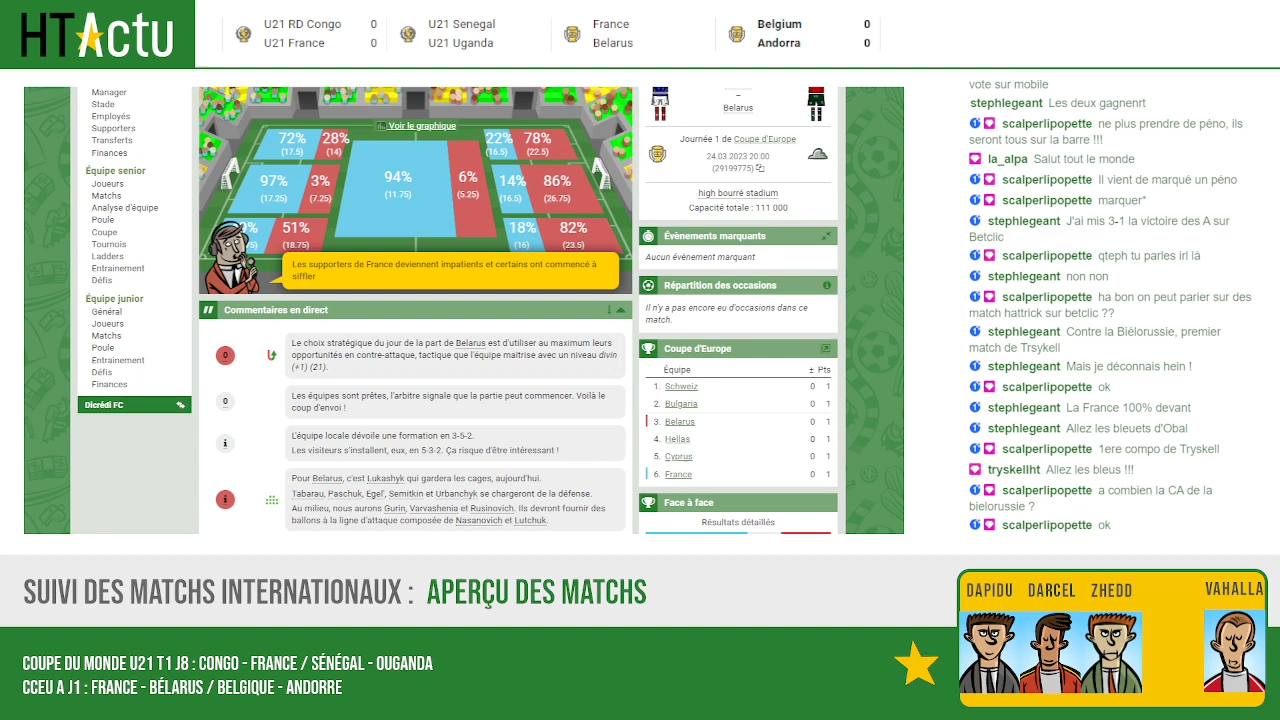 HTActu
U21 RD Congo 0
U21 France 0
U21 Senegal
U21 Uganda
France
Belarus
Belgium 0
Andorra 0
Manager
Stade
Employés
Supporters
Transferts
Finances
Équipe senior
Joueurs
Matchs
Analyse d'équipe
Poule
Coupe
Tournois
Ladders
Entrainement
Défis
Équipe junior
Général
Joueurs
Matchs
Poule
Entrainement
Défis
Finances
Dicrédi FC
Voir le graphique
72% 28% 22% 78%
(17.5) (14) (16.5) (22.5)
97% 3% 94% 6% 14% 86%
(17.25) (7.25) (11.75) (5.25) (16.5) (26.75)
51% 18% 82%
(18.75) (16) (23.5)
Les supporters de France deviennent impatients et certains ont commencé à
siffler
Commentaires en direct
0
Le choix stratégique du jour de la part de Belarus est d'utiliser au maximum leurs
opportunités en contre-attaque, tactique que l'équipe maitrise avec un niveau divin
(+1) (21).
0
Les équipes sont prêtes, l'arbitre signale que la partie peut commencer. Voilà le
coup d'envoi !
L'équipe locale dévoile une formation en 3-5-2.
Les visiteurs s'installent, eux, en 5-3-2. Ça risque d'être intéressant !
Pour Belarus, c'est Lukashyk qui gardera les cages, aujourd'hui.
Tabarau, Paschuk, Egel', Semitkin et Urbanchyk se chargeront de la défense.
Au milieu, nous aurons Gurin, Varvashenia et Rusinovich. Ils devront fournir des
ballons à la ligne d'attaque composée de Nasanovich et Lutchuk.
–
Belarus
Journée 1 de Coupe d'Europe
24.03.2023 20:00
(29199775)
high bourré stadium
Capacité totale : 111 000
Évènements marquants
Aucun évènement marquant
Répartition des occasions
Il n'y a pas encore eu d'occasions dans ce
match.
Coupe d'Europe
Équipe ± Pts
1. Schweiz 0 1
2. Bulgaria 0 1
3. Belarus 0 1
4. Hellas 0 1
5. Cyprus 0 1
6. France 0 1
Face à face
Résultats détaillés
vote sur mobile
stephlegeant Les deux gagnenrt
scalperlipopette ne plus prendre de péno, ils
seront tous sur la barre !!!
la_alpa Salut tout le monde
scalperlipopette Il vient de marqué un péno
scalperlipopette marquer*
stephlegeant J'ai mis 3-1 la victoire des A sur
Betclic
scalperlipopette qteph tu parles irl là
stephlegeant non non
scalperlipopette ha bon on peut parier sur des
match hattrick sur betclic ??
stephlegeant Contre la Biélorussie, premier
match de Trsykell
stephlegeant Mais je déconnais hein !
scalperlipopette ok
stephlegeant La France 100% devant
stephlegeant Allez les bleuets d'Obal
scalperlipopette 1ere compo de Tryskell
tryskellht Allez les bleus !!!
scalperlipopette a combien la CA de la
bielorussie ?
scalperlipopette ok
SUIVI DES MATCHS INTERNATIONAUX : APERÇU DES MATCHS
COUPE DU MONDE U21 T1 J8 : CONGO - FRANCE / SÉNÉGAL - OUGANDA
CCEU A J1 : FRANCE - BÉLARUS / BELGIQUE - ANDORRE
DAPIDU DARCEL ZHEDD VAHALLA